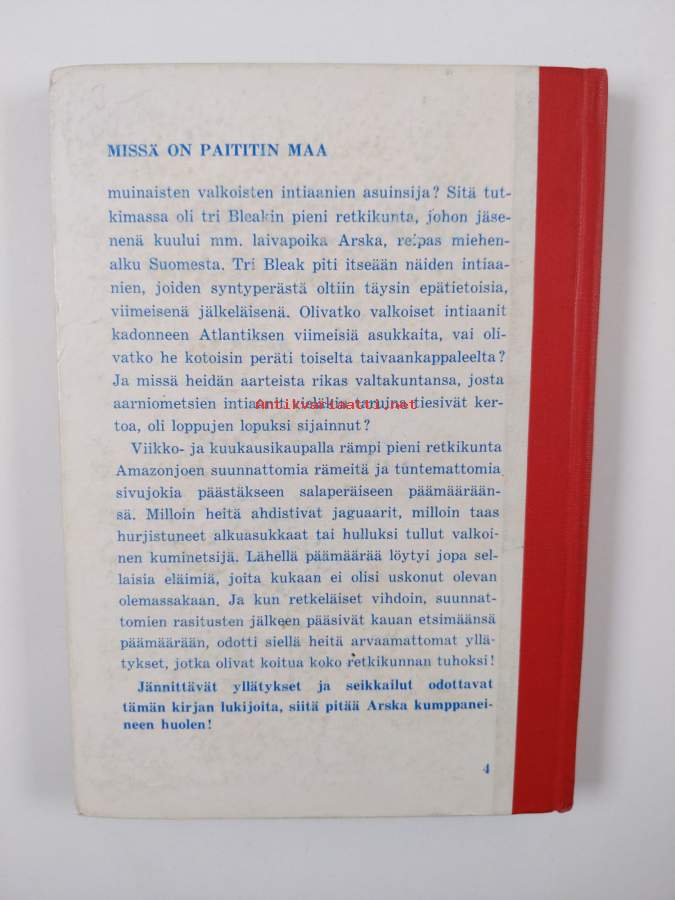 MISSÄ ON PAITITIN MAA
muinaisten valkoisten intiaanien asuinsija? Sitä tut-
kimassa oli tri Bleakin pieni retkikunta, johon jäse-
nenä kuului mm. laivapoika Arska, reipas miehen-
alku Suomesta. Tri Bleak piti itseään näiden intiaa-
nien, joiden syntyperästä oltiin täysin epätietoisia,
viimeisenä jälkeläisenä. Olivatko valkoiset intiaanit
kadonneen Atlantiksen viimeisiä asukkaita, vai oli-
vatko he kotoisin peräti toiselta taivaankappaleelta?
Ja missä heidän aarteista rikas valtakuntansa, josta
aarniometsien intiaanit tiesivät ker-
Antikvariaatti.net
toa, oli loppujen lopuksi sijainnut?
Viikko- ja kuukausikaupalla rämpi pieni retkikunta
Amazonjoen suunnattomia rämeitä ja tuntemattomia
sivujokia päästäkseen salaperäiseen päämäärään-
sä. Milloin heitä ahdistivat jaguaarit, milloin taas
hurjistuneet alkuasukkaat tai hulluksi tullut valkoi-
nen kuminetsijä. Lähellä päämäärää löytyi jopa sel-
laisia eläimiä, joita kukaan ei olisi uskonut olevan
olemassakaan. Ja kun retkeläiset vihdoin, suunnat-
tomien rasitusten jälkeen pääsivät kauan etsimäänsä
päämäärään, odotti siellä heitä arvaamattomat yllä-
tykset, jotka olivat koitua koko retkikunnan tuhoksi!
Jännittävät yllätykset ja seikkailut odottavat
tämän kirjan lukijoita, siitä pitää Arska kumppanei-
neen huolen!
4